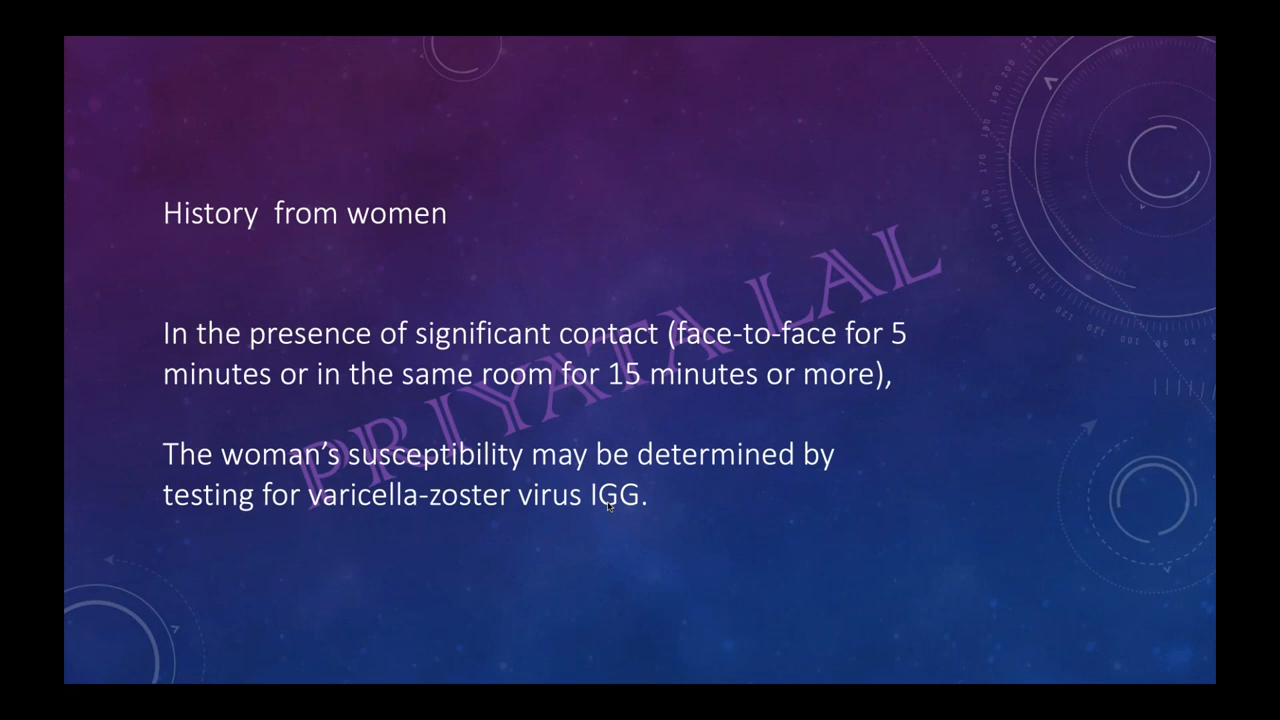 History  from women
In the presence of significant contact (face-to-face for 5
minutes or in the same room for 15 minutes or more),
The woman’s susceptibility may be determined by
testing for varicella-zoster virus IGG.
PRIYATA LAL